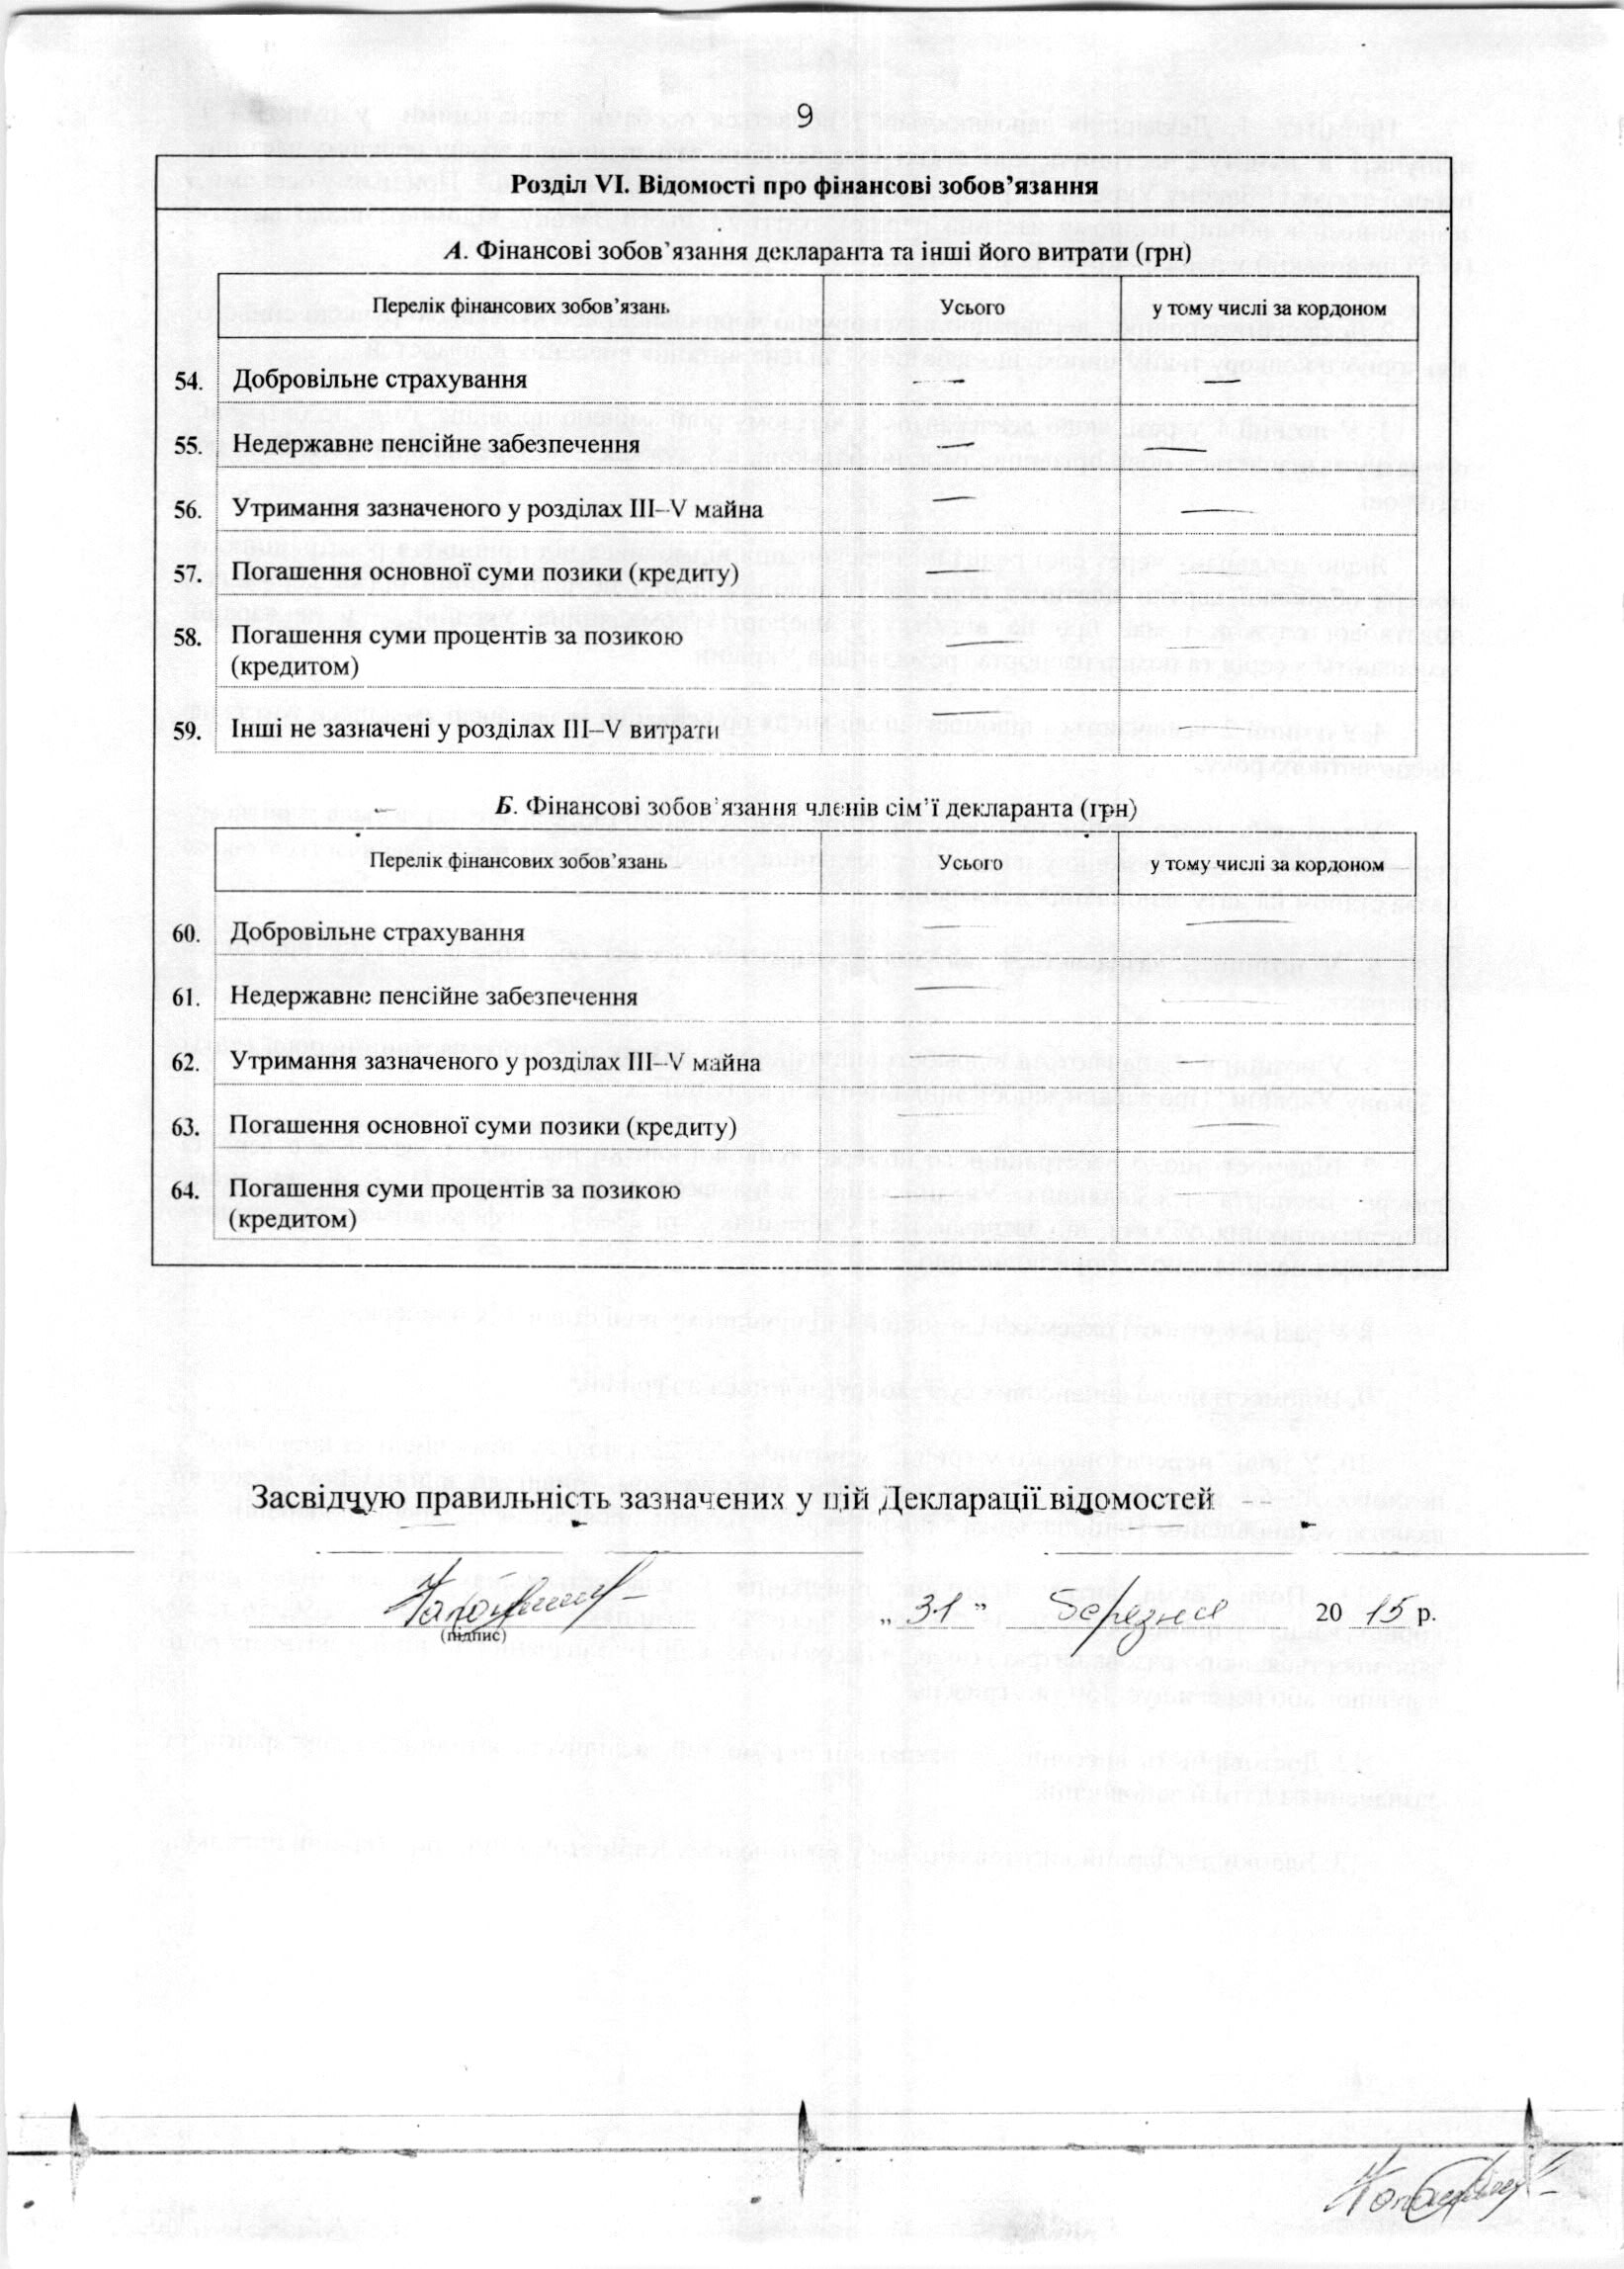 9
Розділ VI. Відомості про фінансові зобов’язання
А. Фінансові зобов’язання декларанта та інші його витрати (грн)
Перелік фінансових зобов’язань Усього у тому числі за кордоном
54. Добровільне страхування — —
55. Недержавне пенсійне забезпечення — —
56. Утримання зазначеного у розділах III–V майна — —
57. Погашення основної суми позики (кредиту) — —
58. Погашення суми процентів за позикою — —
(кредитом)
59. Інші не зазначені у розділах III–V витрати — —
Б. Фінансові зобов’язання членів сім’ї декларанта (грн)
Перелік фінансових зобов’язань Усього у тому числі за кордоном
60. Добровільне страхування — —
61. Недержавне пенсійне забезпечення — —
62. Утримання зазначеного у розділах III–V майна — —
63. Погашення основної суми позики (кредиту) — —
64. Погашення суми процентів за позикою — —
(кредитом)
Засвідчую правильність зазначених у цій Декларації відомостей
„ 31 ” березня 20 15 р.
(підпис)